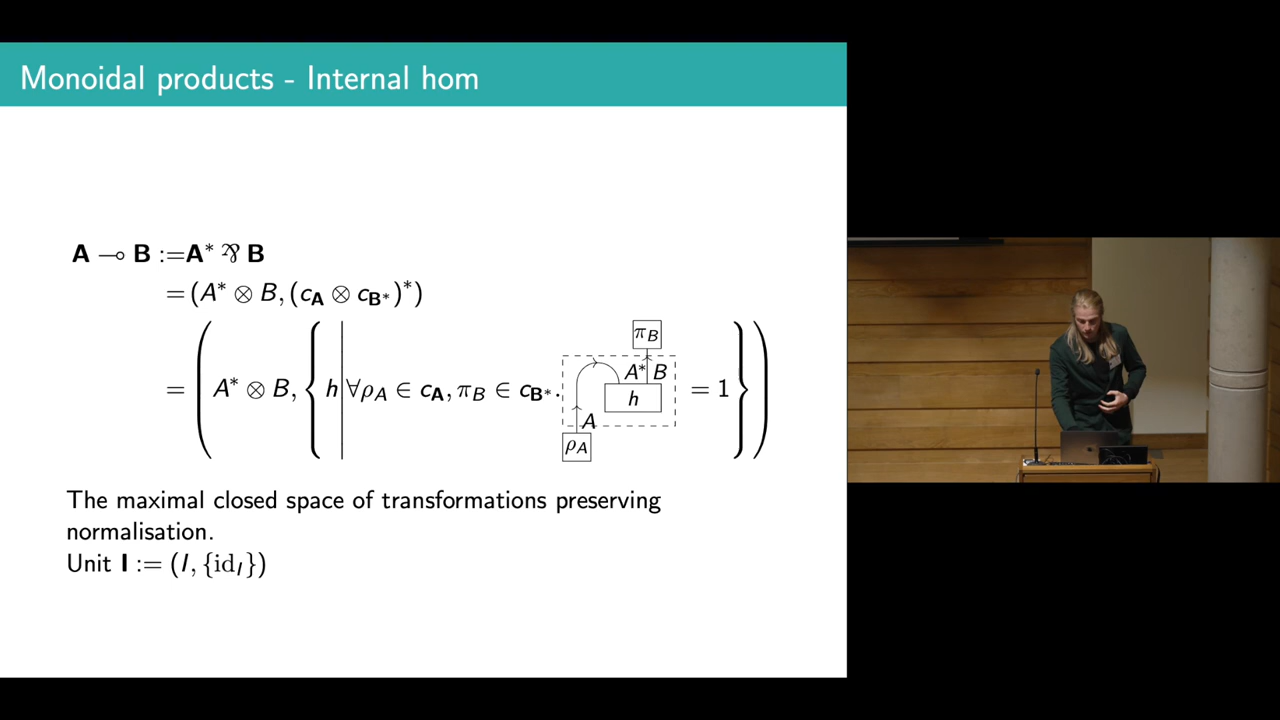 Monoidal products - Internal hom
A ⊸ B := A* ⅋ B
= (A* ⊗ B, (c_A ⊗ c_B*)*)
= ( A* ⊗ B, { h | ∀ρ_A ∈ c_A, π_B ∈ c_B*. = 1 } )
π_B
A* B
h
A
ρ_A
The maximal closed space of transformations preserving
normalisation.
Unit I := (I, {id_I})